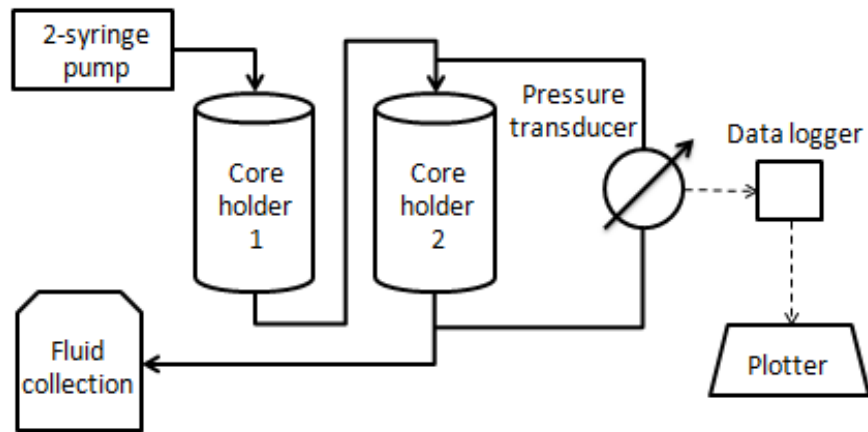 2-syringe
pump
Core
holder
1
Core
holder
2
Pressure
transducer
Data logger
Fluid
collection
Plotter